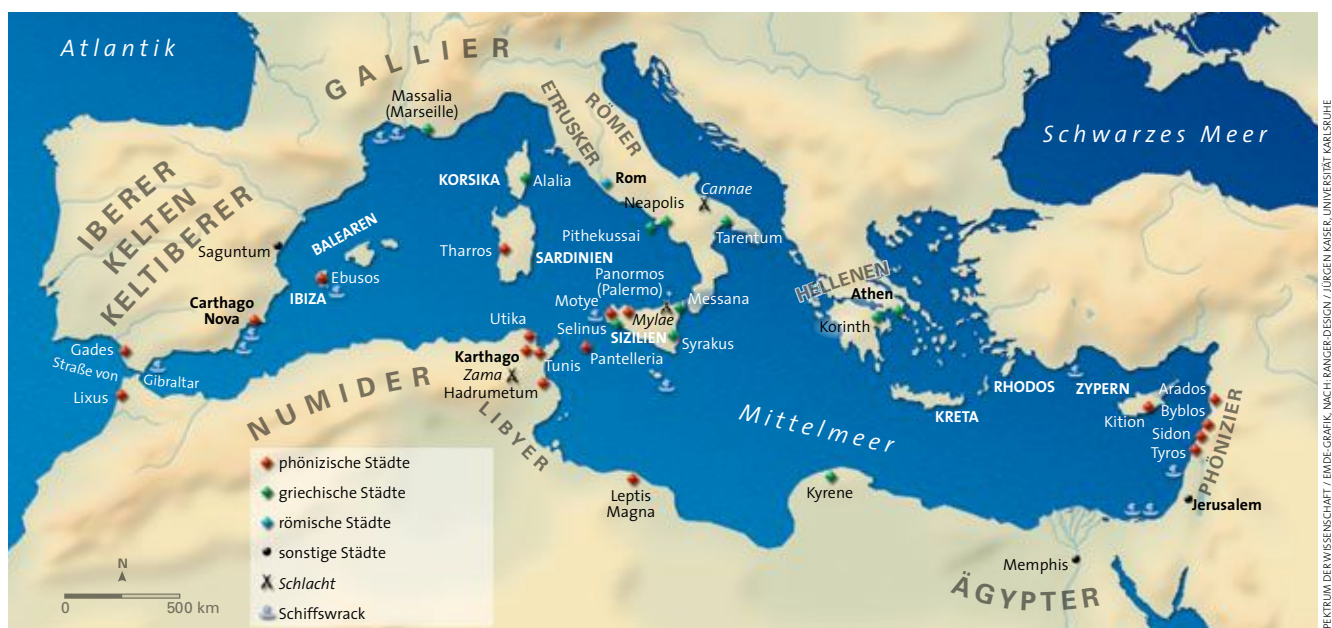 Atlantik
GALLIER
Massalia
(Marseille)
ETRUSKER
RÖMER
Schwarzes Meer
IBERER
KELTEN
KELTIBERER
KORSIKA
Alalia
Rom
Cannae
Neapolis
Pithekussai
Tarentum
Saguntum
BALEAREN
Ebusos
IBIZA
Tharros
SARDINIEN
Panormos
(Palermo)
Motye
Messana
Mylae
Selinus
SIZILIEN
Syrakus
HELLENEN
Athen
Korinth
Carthago
Nova
Utika
Karthago
Tunis
Pantelleria
Zama
Hadrumetum
Gades
Straße von
Gibraltar
Lixus
NUMIDER
LIBYER
Mittelmeer
RHODOS
ZYPERN
KRETA
Arados
Kition
Byblos
Sidon
Tyros
PHÖNIZIER
Leptis
Magna
Kyrene
Jerusalem
Memphis
ÄGYPTER
phönizische Städte
griechische Städte
römische Städte
sonstige Städte
Schlacht
Schiffswrack
N
0 500 km
PEKTRUM DER WISSENSCHAFT / EMDE-GRAFIK, NACH: RANGER-DESIGN / JÜRGEN KAISER, UNIVERSITÄT KARLSRUHE